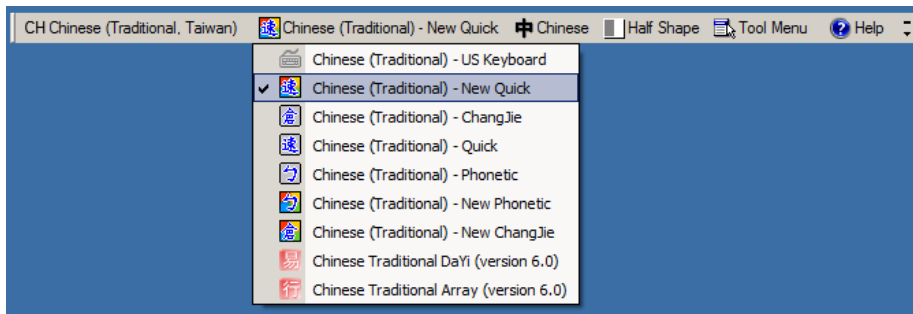 CH Chinese (Traditional, Taiwan) 速 Chinese (Traditional) - New Quick 中 Chinese Half Shape Tool Menu ? Help
Chinese (Traditional) - US Keyboard
速 Chinese (Traditional) - New Quick
倉 Chinese (Traditional) - ChangJie
速 Chinese (Traditional) - Quick
ㄅ Chinese (Traditional) - Phonetic
ㄅ Chinese (Traditional) - New Phonetic
倉 Chinese (Traditional) - New ChangJie
易 Chinese Traditional DaYi (version 6.0)
行 Chinese Traditional Array (version 6.0)